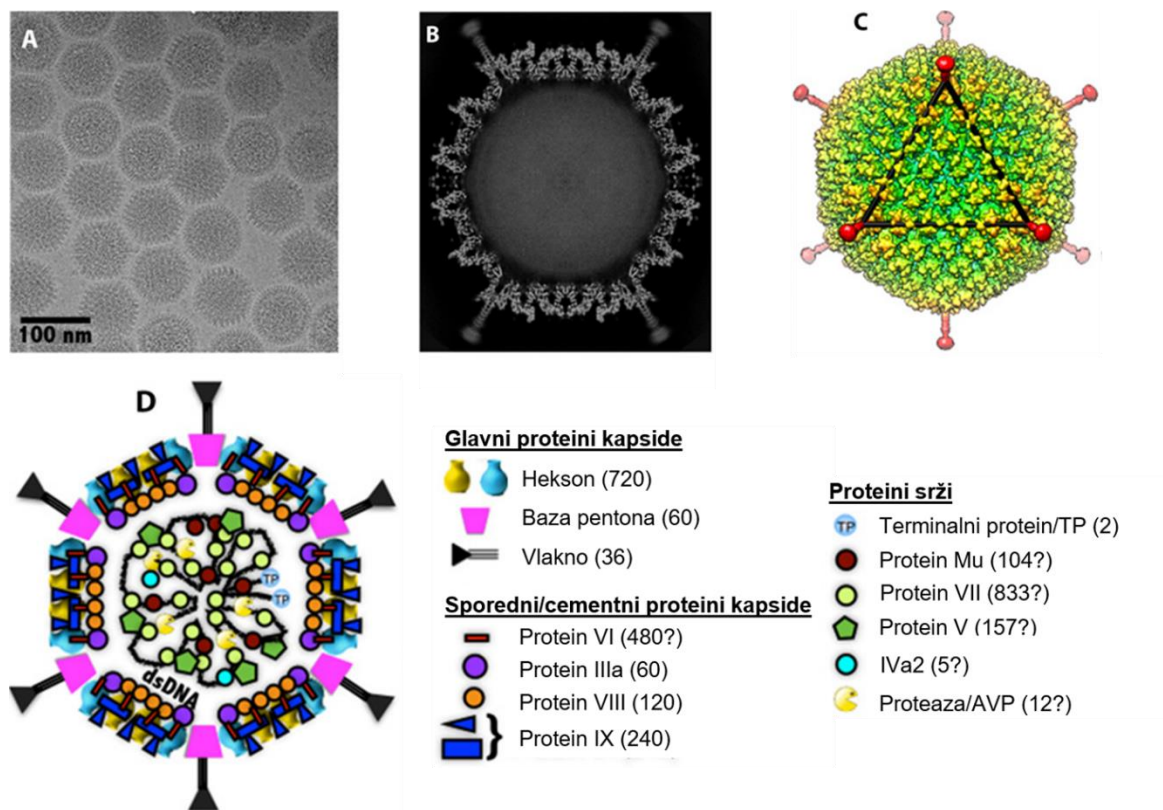 A
100 nm
B
C
D
TP
TP
dsDNA
Glavni proteini kapside
Hekson (720)
Baza pentona (60)
Vlakno (36)
Sporedni/cementni proteini kapside
Protein VI (480?)
Protein IIIa (60)
Protein VIII (120)
Protein IX (240)
Proteini srži
TP Terminalni protein/TP (2)
Protein Mu (104?)
Protein VII (833?)
Protein V (157?)
IVa2 (5?)
Proteaza/AVP (12?)